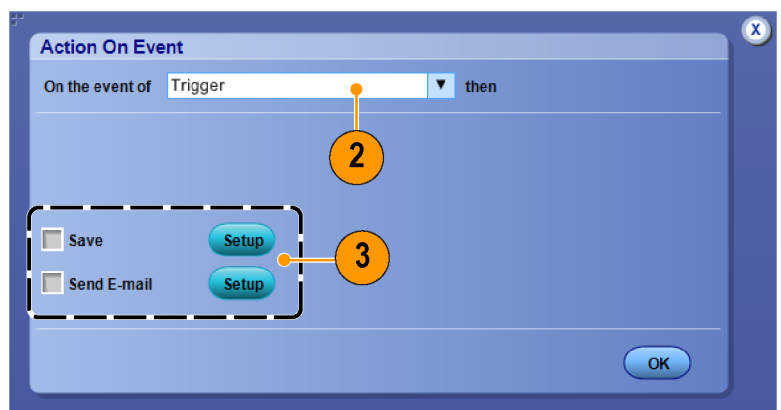 X
Action On Event
On the event of Trigger then
2
Save Setup
3
Send E-mail Setup
OK